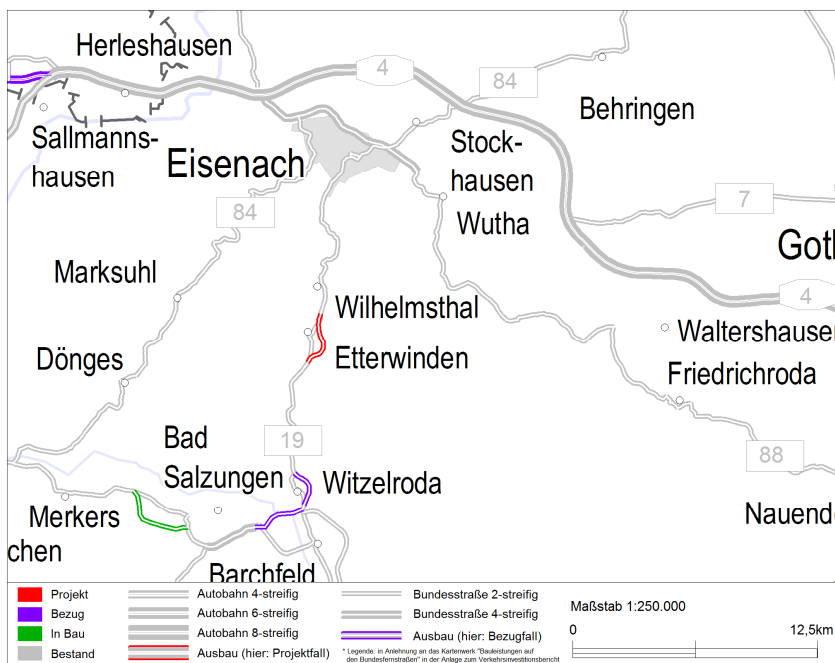 Herleshausen
4
84
Behringen
Sallmanns-
hausen
Eisenach
Stock-
hausen
84
Wutha
7
Goth
Marksuhl
4
Wilhelmsthal
Waltershausen
Dönges
Etterwinden
Friedrichroda
Bad
Salzungen
19
88
Witzelroda
Merkers
chen
Nauend
Barchfeld
Projekt
Bezug
In Bau
Bestand
Autobahn 4-streifig
Autobahn 6-streifig
Autobahn 8-streifig
Ausbau (hier: Projektfall)
Bundesstraße 2-streifig
Bundesstraße 4-streifig
Ausbau (hier: Bezugfall)
* Legende: in Anlehnung an das Kartenwerk "Bauleistungen auf
den Bundesfernstraßen" in der Anlage zum Verkehrsinvestitionsbericht
Maßstab 1:250.000
0
12,5km